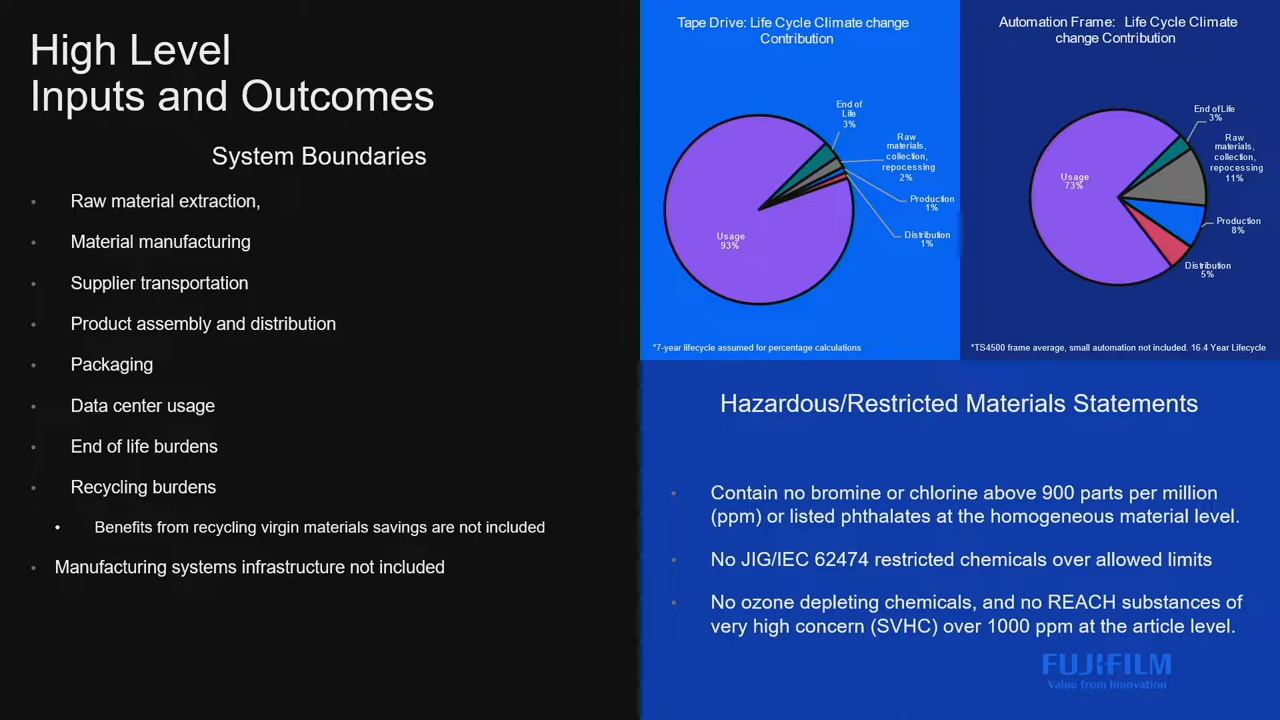 High Level
Inputs and Outcomes
System Boundaries
• Raw material extraction,
• Material manufacturing
• Supplier transportation
• Product assembly and distribution
• Packaging
• Data center usage
• End of life burdens
• Recycling burdens
• Benefits from recycling virgin materials savings are not included
• Manufacturing systems infrastructure not included
Tape Drive: Life Cycle Climate change
Contribution
End of
Life
3%
Raw
materials,
collection,
repocessing
2%
Production
1%
Distribution
1%
Usage
93%
*7-year lifecycle assumed for percentage calculations
Automation Frame: Life Cycle Climate
change Contribution
End of Life
3%
Raw
materials,
collection,
repocessing
11%
Usage
73%
Production
8%
Distribution
5%
*TS4500 frame average, small automation not included. 16.4 Year Lifecycle
Hazardous/Restricted Materials Statements
• Contain no bromine or chlorine above 900 parts per million
(ppm) or listed phthalates at the homogeneous material level.
• No JIG/IEC 62474 restricted chemicals over allowed limits
• No ozone depleting chemicals, and no REACH substances of
very high concern (SVHC) over 1000 ppm at the article level.
FUJIFILM
Value from Innovation